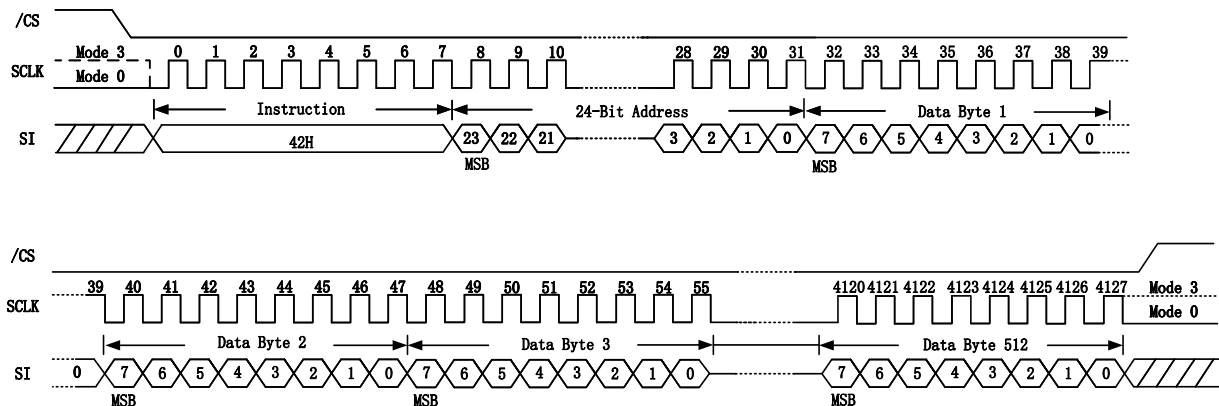 /CS
Mode 3 0 1 2 3 4 5 6 7 8 9 10 28 29 30 31 32 33 34 35 36 37 38 39
SCLK
Mode 0
Instruction 24-Bit Address Data Byte 1
SI 42H 23 22 21 3 2 1 0 7 6 5 4 3 2 1 0
MSB MSB
/CS
39 40 41 42 43 44 45 46 47 48 49 50 51 52 53 54 55 4120 4121 4122 4123 4124 4125 4126 4127 Mode 3
SCLK
Mode 0
Data Byte 2 Data Byte 3 Data Byte 512
SI 0 7 6 5 4 3 2 1 0 7 6 5 4 3 2 1 0 7 6 5 4 3 2 1 0
MSB MSB MSB